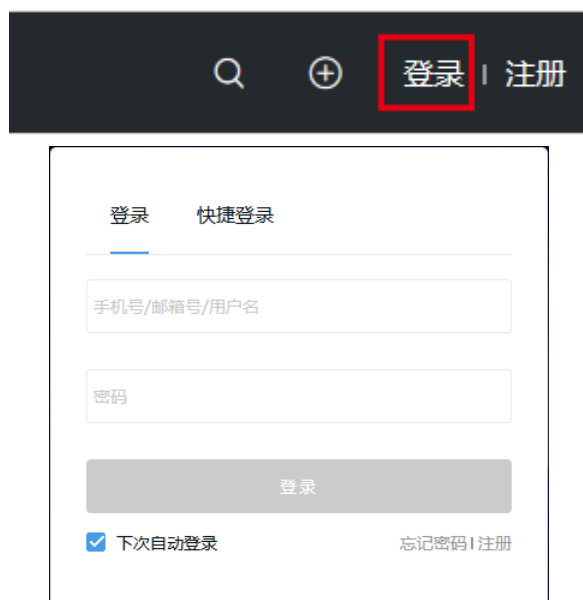 登录 | 注册
登录 快捷登录
手机号/邮箱号/用户名
密码
登录
下次自动登录 忘记密码 | 注册